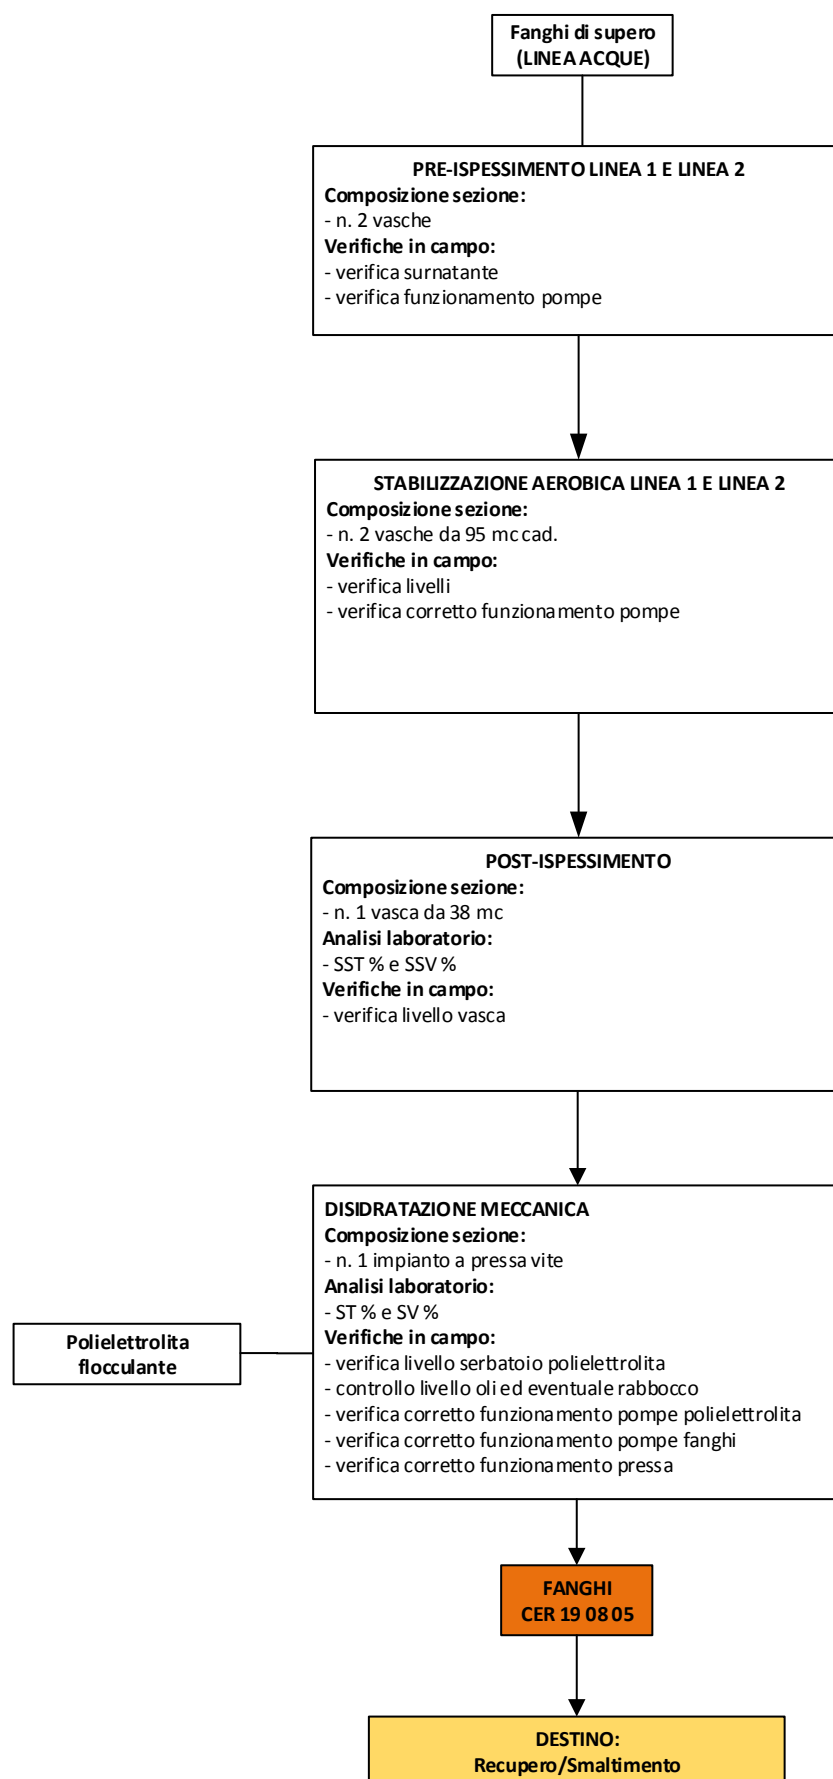 Fanghi di supero
(LINEA ACQUE)
PRE-ISPESSIMENTO LINEA 1 E LINEA 2
Composizione sezione:
- n. 2 vasche
Verifiche in campo:
- verifica surnatante
- verifica funzionamento pompe
STABILIZZAZIONE AEROBICA LINEA 1 E LINEA 2
Composizione sezione:
- n. 2 vasche da 95 mc cad.
Verifiche in campo:
- verifica livelli
- verifica corretto funzionamento pompe
POST-ISPESSIMENTO
Composizione sezione:
- n. 1 vasca da 38 mc
Analisi laboratorio:
- SST % e SSV %
Verifiche in campo:
- verifica livello vasca
DISIDRATAZIONE MECCANICA
Composizione sezione:
- n. 1 impianto a pressa vite
Analisi laboratorio:
- ST % e SV %
Verifiche in campo:
- verifica livello serbatoio polielettrolita
- controllo livello oli ed eventuale rabbocco
- verifica corretto funzionamento pompe polielettrolita
- verifica corretto funzionamento pompe fanghi
- verifica corretto funzionamento pressa
Polielettrolita
flocculante
FANGHI
CER 19 08 05
DESTINO:
Recupero/Smaltimento